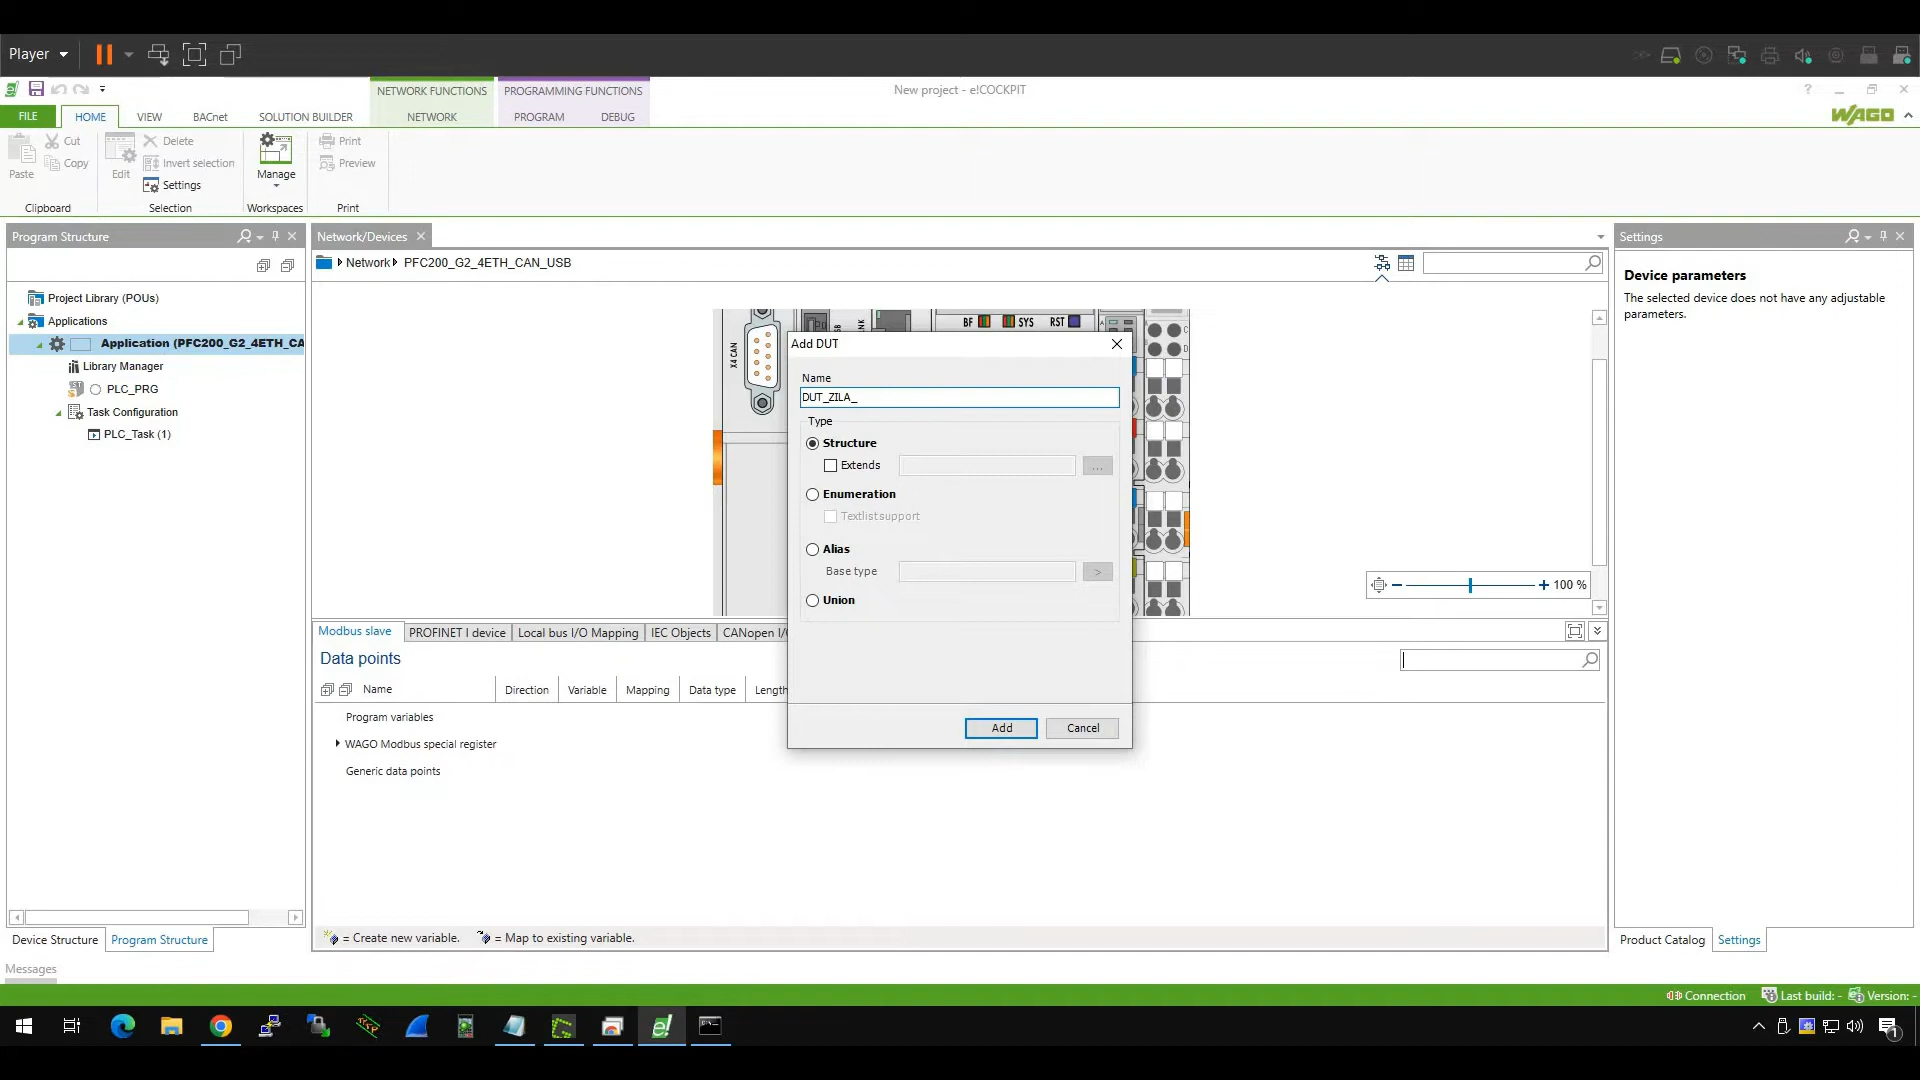 Player
NETWORK FUNCTIONS
PROGRAMMING FUNCTIONS
New project - e!COCKPIT
FILE
HOME
VIEW
BACnet
SOLUTION BUILDER
NETWORK
PROGRAM
DEBUG
WAGO
Paste
Cut
Copy
Clipboard
Edit
Delete
Invert selection
Settings
Selection
Manage
Workspaces
Print
Preview
Print
Program Structure
Project Library (POUs)
Applications
Application (PFC200_G2_4ETH_CA
Library Manager
PLC_PRG
Task Configuration
PLC_Task (1)
Device Structure
Program Structure
Messages
Network/Devices
Network
PFC200_G2_4ETH_CAN_USB
X4 CAN
BF
SYS
RST
100 %
Add DUT
Name
DUT_ZILA_
Type
Structure
Extends
...
Enumeration
Textlistsupport
Alias
Base type
>
Union
Add
Cancel
Modbus slave
PROFINET I device
Local bus I/O Mapping
IEC Objects
CANopen I/
Data points
Name
Direction
Variable
Mapping
Data type
Length
Program variables
WAGO Modbus special register
Generic data points
= Create new variable.
= Map to existing variable.
Settings
Device parameters
The selected device does not have any adjustable
parameters.
Product Catalog
Settings
Connection
Last build: -
Version: -